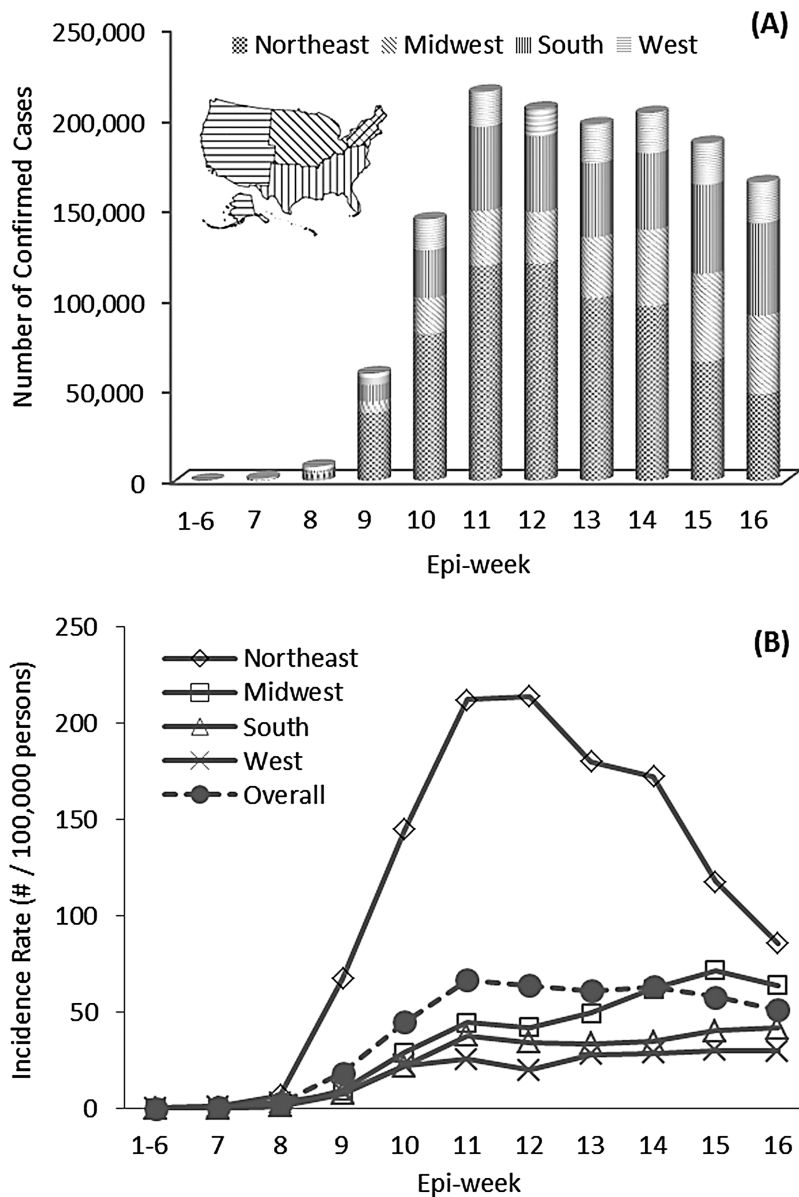 (A)
250,000
200,000
150,000
100,000
50,000
0
Number of Confirmed Cases
Northeast Midwest South West
1-6 7 8 9 10 11 12 13 14 15 16
Epi-week
(B)
250
200
150
100
50
0
Incidence Rate (# / 100,000 persons)
Northeast
Midwest
South
West
Overall
1-6 7 8 9 10 11 12 13 14 15 16
Epi-week